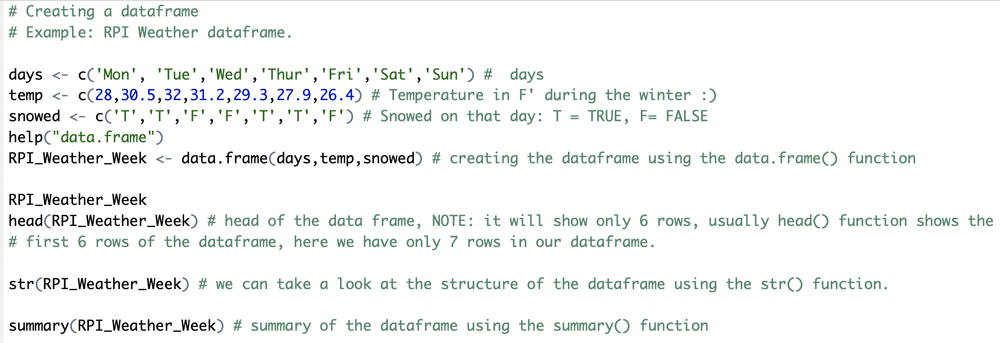 # Creating a dataframe
# Example: RPI Weather dataframe.
days <- c('Mon', 'Tue','Wed','Thur','Fri','Sat','Sun') #  days
temp <- c(28,30.5,32,31.2,29.3,27.9,26.4) # Temperature in F' during the winter :)
snowed <- c('T','T','F','F','T','T','F') # Snowed on that day: T = TRUE, F= FALSE
help("data.frame")
RPI_Weather_Week <- data.frame(days,temp,snowed) # creating the dataframe using the data.frame() function
RPI_Weather_Week
head(RPI_Weather_Week) # head of the data frame, NOTE: it will show only 6 rows, usually head() function shows the
# first 6 rows of the dataframe, here we have only 7 rows in our dataframe.
str(RPI_Weather_Week) # we can take a look at the structure of the dataframe using the str() function.
summary(RPI_Weather_Week) # summary of the dataframe using the summary() function